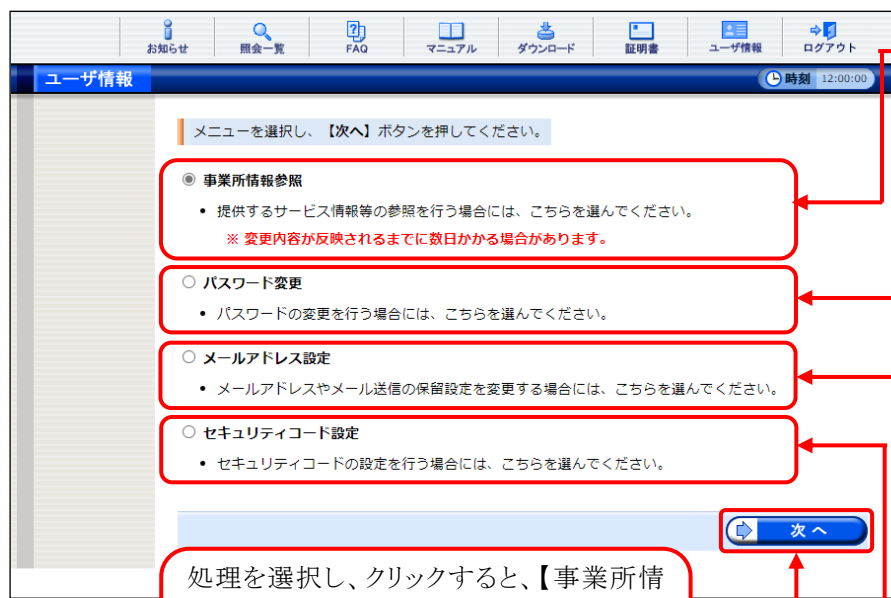 お知らせ 照会一覧 FAQ マニュアル ダウンロード 証明書 ユーザ情報 ログアウト
ユーザ情報 時刻 12:00:00
メニューを選択し、【次へ】ボタンを押してください。
事業所情報参照
• 提供するサービス情報等の参照を行う場合には、こちらを選んでください。
※ 変更内容が反映されるまでに数日かかる場合があります。
パスワード変更
• パスワードの変更を行う場合には、こちらを選んでください。
メールアドレス設定
• メールアドレスやメール送信の保留設定を変更する場合には、こちらを選んでください。
セキュリティコード設定
• セキュリティコードの設定を行う場合には、こちらを選んでください。
次へ
処理を選択し、クリックすると、【事業所情